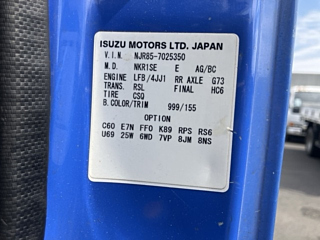 ISUZU MOTORS LTD. JAPAN
V.I.N. NJR85-7025350
M.D. NKR1SE E AG/BC
ENGINE LFB/4JJ1 RR AXLE G73
TRANS. RSL FINAL HC6
TIRE CSQ
B.COLOR/TRIM 999/155
OPTION
C60 E7N FF0 K89 RPS RS6
U69 25W 6WD 7VP 8JM 8NS